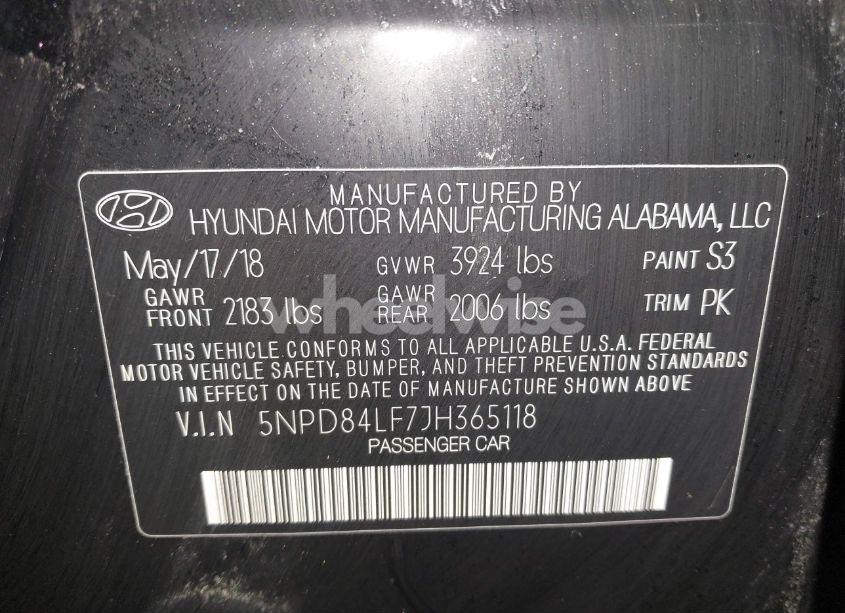 MANUFACTURED BY
HYUNDAI MOTOR MANUFACTURING ALABAMA, LLC
May/17/18 GVWR 3924 lbs PAINT S3
GAWR FRONT 2183 lbs GAWR REAR 2006 lbs TRIM PK
THIS VEHICLE CONFORMS TO ALL APPLICABLE U.S.A. FEDERAL
MOTOR VEHICLE SAFETY, BUMPER, AND THEFT PREVENTION STANDARDS
IN EFFECT ON THE DATE OF MANUFACTURE SHOWN ABOVE
V.I.N 5NPD84LF7JH365118
PASSENGER CAR
wheelwise